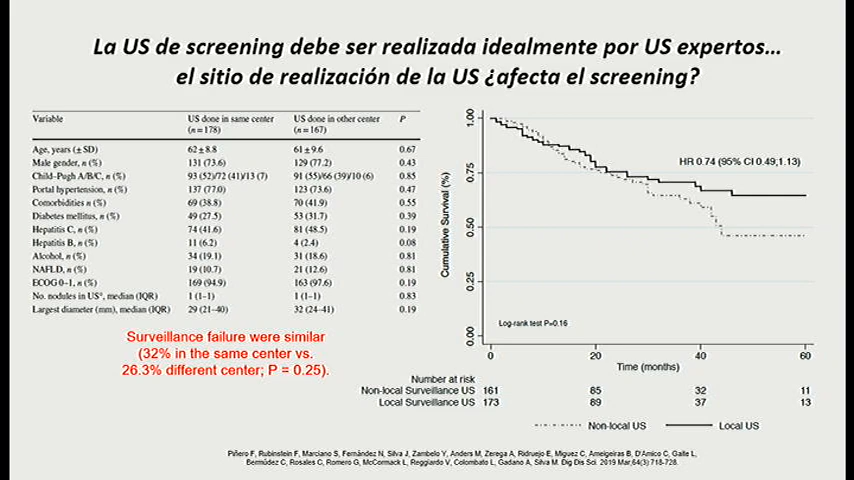 La US de screening debe ser realizada idealmente por US expertos...
el sitio de realización de la US ¿afecta el screening?
Variable US done in same center (n = 178) US done in other center (n = 167) P
Age, years (± SD) 62 ± 8.8 61 ± 9.6 0.67
Male gender, n (%) 131 (73.6) 129 (77.2) 0.43
Child–Pugh A/B/C, n (%) 93 (52)/72 (41)/13 (7) 91 (55)/66 (39)/10 (6) 0.85
Portal hypertension, n (%) 137 (77.0) 123 (73.6) 0.47
Comorbidities n (%) 69 (38.8) 70 (41.9) 0.55
Diabetes mellitus, n (%) 49 (27.5) 53 (31.7) 0.39
Hepatitis C, n (%) 74 (41.6) 81 (48.5) 0.19
Hepatitis B, n (%) 11 (6.2) 4 (2.4) 0.08
Alcohol, n (%) 34 (19.1) 31 (18.6) 0.81
NAFLD, n (%) 19 (10.7) 21 (12.6) 0.81
ECOG 0–1, n (%) 169 (94.9) 163 (97.6) 0.19
No. nodules in USª, median (IQR) 1 (1–1) 1 (1–1) 0.83
Largest diameter (mm), median (IQR) 29 (21–40) 32 (24–41) 0.19
Surveillance failure were similar
(32% in the same center vs.
26.3% different center; P = 0.25).
Cumulative Survival (%)
1.00
0.75
0.50
0.25
0.00
HR 0.74 (95% CI 0.49;1.13)
Log-rank test P=0.16
0 20 40 60
Time (months)
Number at risk
Non-local Surveillance US 161 85 32 11
Local Surveillance US 173 89 37 13
Non-local US Local US
Piñero F, Rubinstein F, Marciano S, Fernández N, Silva J, Zambelo Y, Anders M, Zerega A, Ridruejo E, Miguez C, Ameigeiras B, D'Amico C, Gaite L,
Bermúdez C, Rosales C, Romero G, McCormack L, Reggiardo V, Colombato L, Gadano A, Silva M. Dig Dis Sci. 2019 Mar;64(3):718-728.